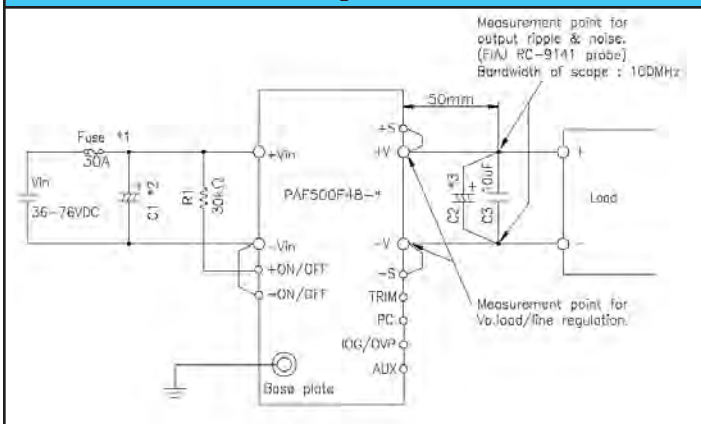 Measurement point for
output ripple & noise.
(EIAJ RC-9141 probe)
Bandwidth of scope : 100MHz
50mm
Fuse *1
30A
Vin
36-76VDC
C1 *2
R1
30kΩ
+Vin
-Vin
+ON/OFF
-ON/OFF
PAF500F48-*
Base plate
+S
+V
-V
-S
TRIM
PC
IOG/OVP
AUX
+
C2 *3
+
10uF
C3
+
Load
-
Measurement point for
Vo,load/line regulation.